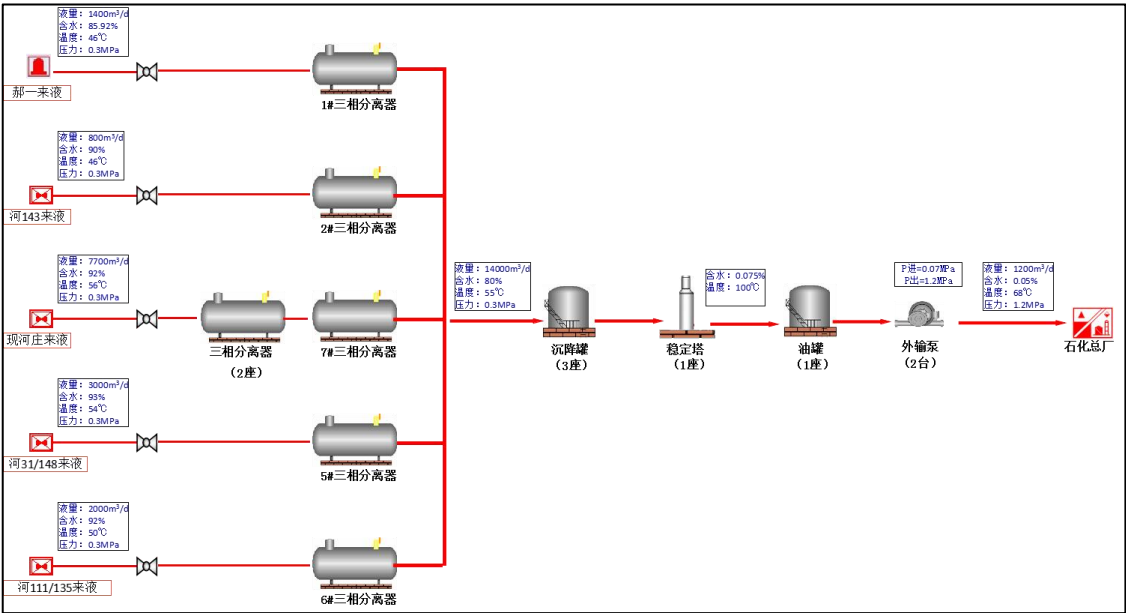 液量：1400m³/d
含水：85.92%
温度：46℃
压力：0.3MPa
郝一来液
1#三相分离器
液量：800m³/d
含水：90%
温度：46℃
压力：0.3MPa
河143来液
2#三相分离器
液量：7700m³/d
含水：92%
温度：56℃
压力：0.3MPa
现河庄来液
三相分离器
（2座）
7#三相分离器
液量：14000m³/d
含水：80%
温度：55℃
压力：0.3MPa
沉降罐
（3座）
含水：0.075%
温度：100℃
稳定塔
（1座）
油罐
（1座）
P进=0.07MPa
P出=1.2MPa
外输泵
（2台）
液量：1200m³/d
含水：0.05%
温度：68℃
压力：1.2MPa
石化总厂
液量：3000m³/d
含水：93%
温度：54℃
压力：0.3MPa
河31/148来液
5#三相分离器
液量：2000m³/d
含水：92%
温度：50℃
压力：0.3MPa
河111/135来液
6#三相分离器